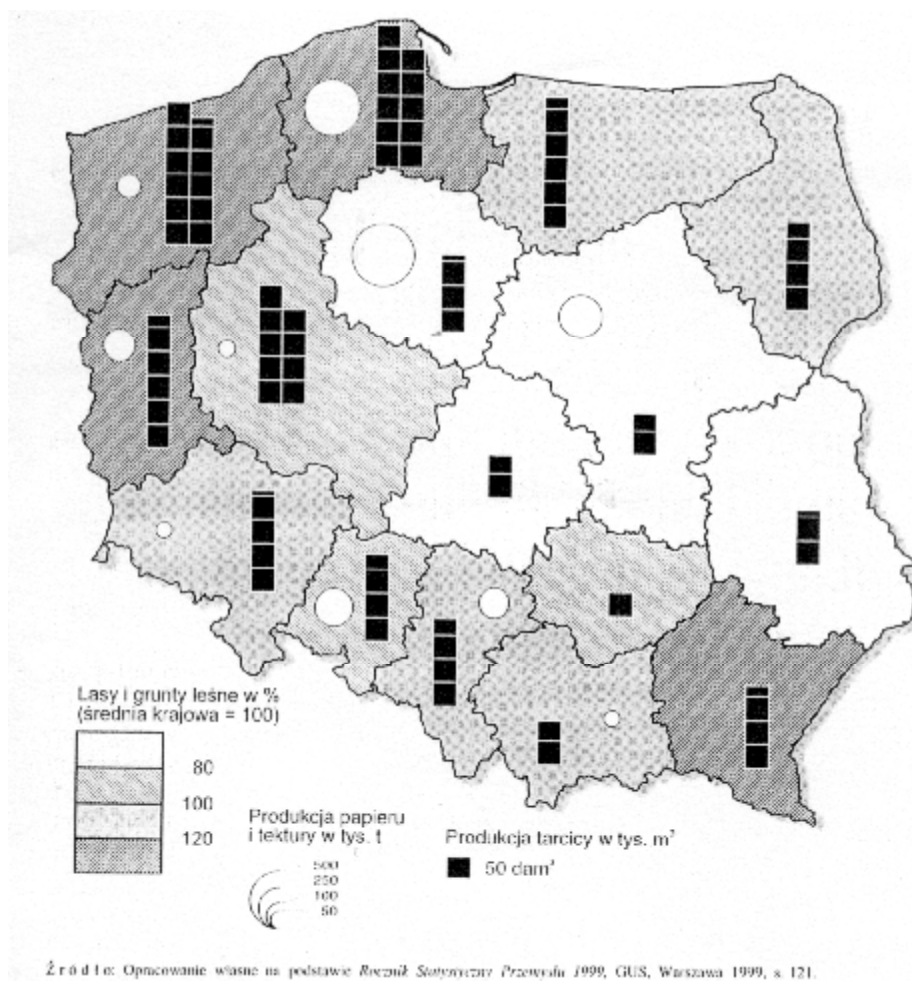 Lasy i grunty leśne w %
(średnia krajowa = 100)
80
100
120
Produkcja papieru
i tektury w tys. t
500
250
100
50
Produkcja tarcicy w tys. m³
50 dam³
Źródło: Opracowanie własne na podstawie Rocznik Statystyczny Przemysłu 1999, GUS, Warszawa 1999, s. 121.